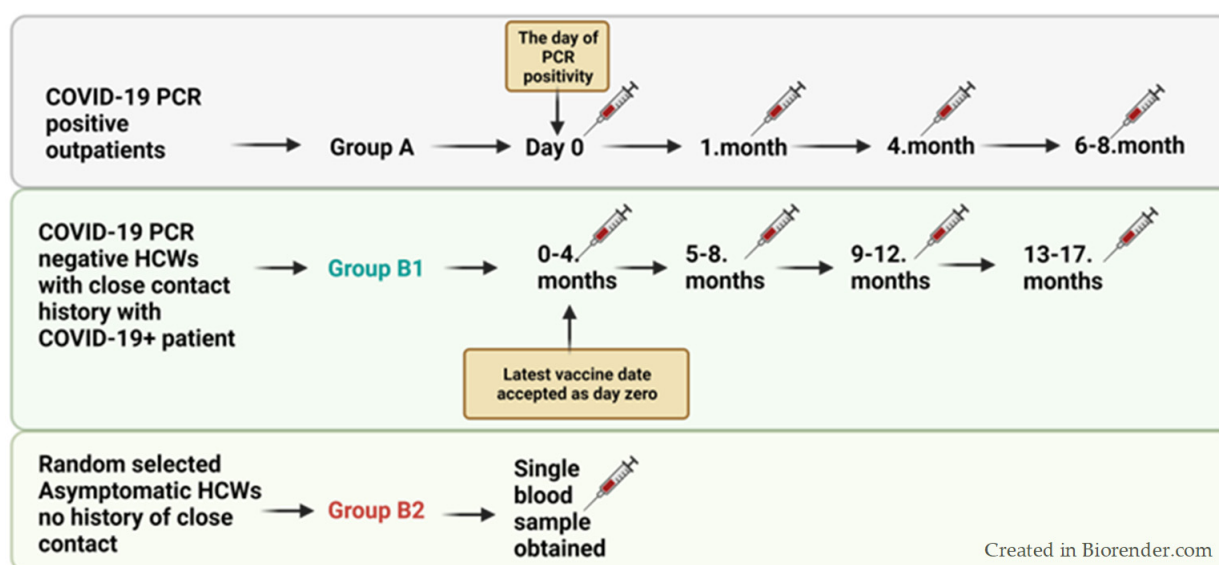 The day of
PCR
positivity
COVID-19 PCR
positive
outpatients
Group A
Day 0
1.month
4.month
6-8.month
COVID-19 PCR
negative HCWs
with close contact
history with
COVID-19+ patient
Group B1
0-4.
months
5-8.
months
9-12.
months
13-17.
months
Latest vaccine date
accepted as day zero
Random selected
Asymptomatic HCWs
no history of close
contact
Group B2
Single
blood
sample
obtained
Created in Biorender.com